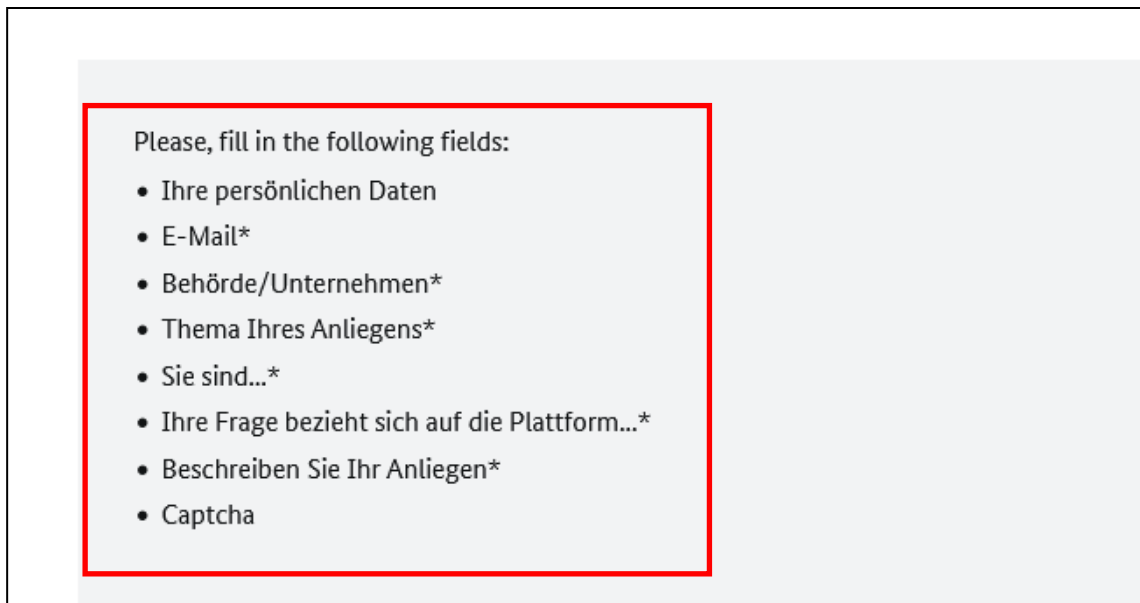 Please, fill in the following fields:
• Ihre persönlichen Daten
• E-Mail*
• Behörde/Unternehmen*
• Thema Ihres Anliegens*
• Sie sind...*
• Ihre Frage bezieht sich auf die Plattform...*
• Beschreiben Sie Ihr Anliegen*
• Captcha